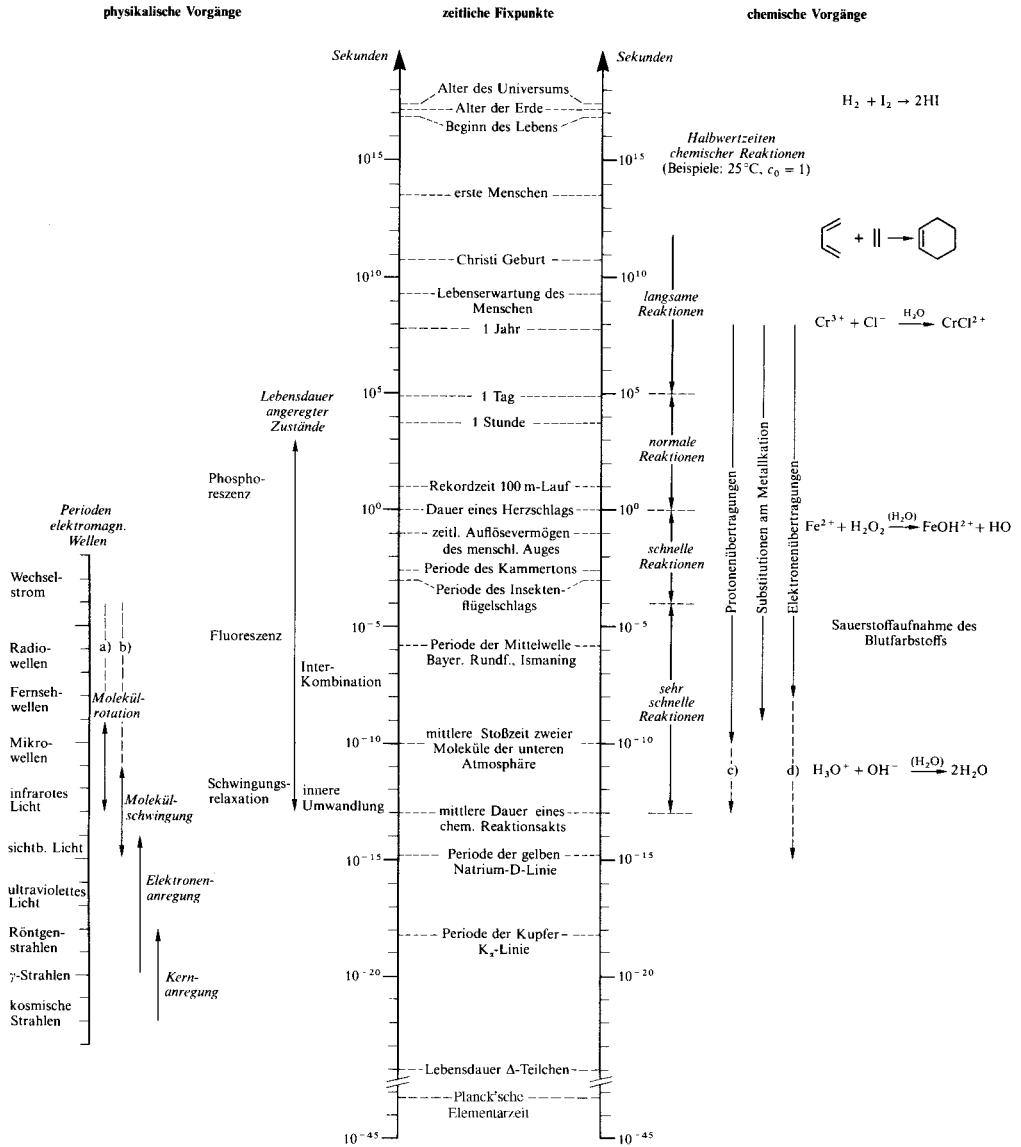 physikalische Vorgänge
zeitliche Fixpunkte
chemische Vorgänge
Sekunden
Sekunden
Alter des Universums
Alter der Erde
Beginn des Lebens
10¹⁵
10¹⁵
erste Menschen
Christi Geburt
10¹⁰
10¹⁰
Lebenserwartung des
Menschen
1 Jahr
10⁵
10⁵
1 Tag
1 Stunde
Rekordzeit 100 m-Lauf
10⁰
10⁰
Dauer eines Herzschlags
zeitl. Auflösevermögen
des menschl. Auges
Periode des Kammertons
Periode des Insekten-
flügelschlags
10⁻⁵
10⁻⁵
Periode der Mittelwelle
Bayer. Rundf., Ismaning
10⁻¹⁰
10⁻¹⁰
mittlere Stoßzeit zweier
Moleküle der unteren
Atmosphäre
mittlere Dauer eines
chem. Reaktionsakts
10⁻¹⁵
10⁻¹⁵
Periode der gelben
Natrium-D-Linie
Periode der Kupfer
Kα-Linie
10⁻²⁰
10⁻²⁰
Lebensdauer Δ-Teilchen
Planck'sche
Elementarzeit
10⁻⁴⁵
10⁻⁴⁵
Perioden
elektromagn.
Wellen
Wechsel-
strom
Radio-
wellen
Fernseh-
wellen
Mikro-
wellen
infrarotes
Licht
sichtb. Licht
ultraviolettes
Licht
Röntgen-
strahlen
γ-Strahlen
kosmische
Strahlen
a)
b)
Molekül-
rotation
Molekül-
schwingung
Elektronen-
anregung
Kern-
anregung
Lebensdauer
angeregter
Zustände
Phospho-
reszenz
Fluoreszenz
Inter-
Kombination
Schwingungs-
relaxation
innere
Umwandlung
Halbwertzeiten
chemischer Reaktionen
(Beispiele: 25°C, c₀ = 1)
langsame
Reaktionen
normale
Reaktionen
schnelle
Reaktionen
sehr
schnelle
Reaktionen
Protonenübertragungen
Substitutionen am Metallkation
Elektronenübertragungen
c)
d)
H₂ + I₂ → 2HI
+ →
Cr³⁺ + Cl⁻ H₂O → CrCl²⁺
Fe²⁺ + H₂O₂ (H₂O) → FeOH²⁺ + HO
Sauerstoffaufnahme des
Blutfarbstoffs
H₃O⁺ + OH⁻ (H₂O) → 2H₂O